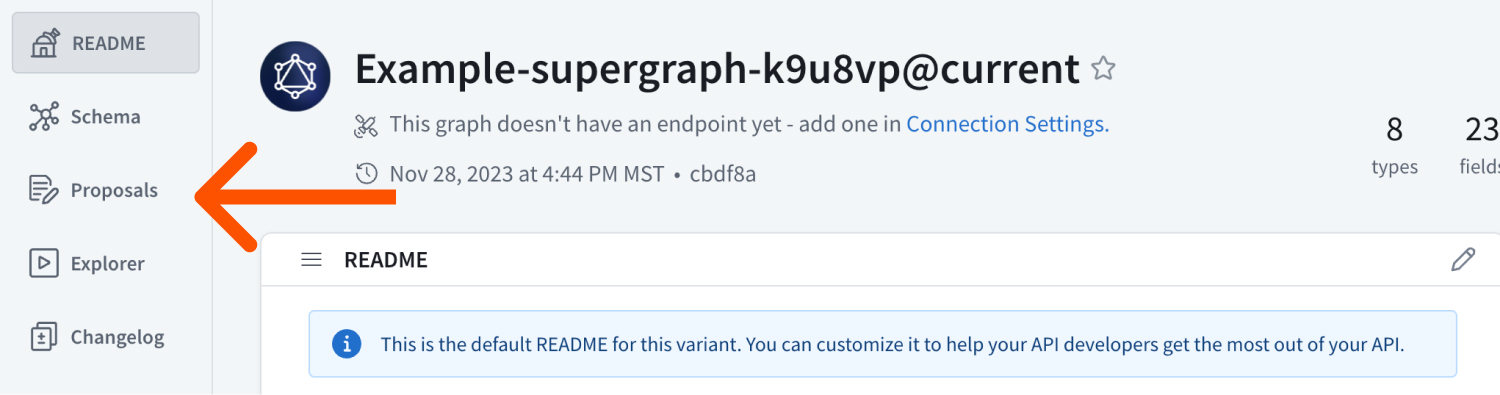 README
Schema
Proposals
Explorer
Changelog
Example-supergraph-k9u8vp@current
This graph doesn't have an endpoint yet - add one in Connection Settings.
Nov 28, 2023 at 4:44 PM MST • cbdf8a
8
types
23
fields
README
This is the default README for this variant. You can customize it to help your API developers get the most out of your API.